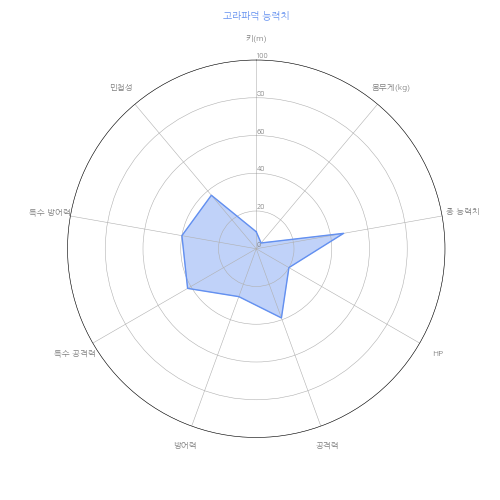 고라파덕 능력치
키(m)
100
민첩성
몸무게(kg)
80
60
40
20
0
특수 방어력
총 능력치
특수 공격력
HP
방어력
공격력